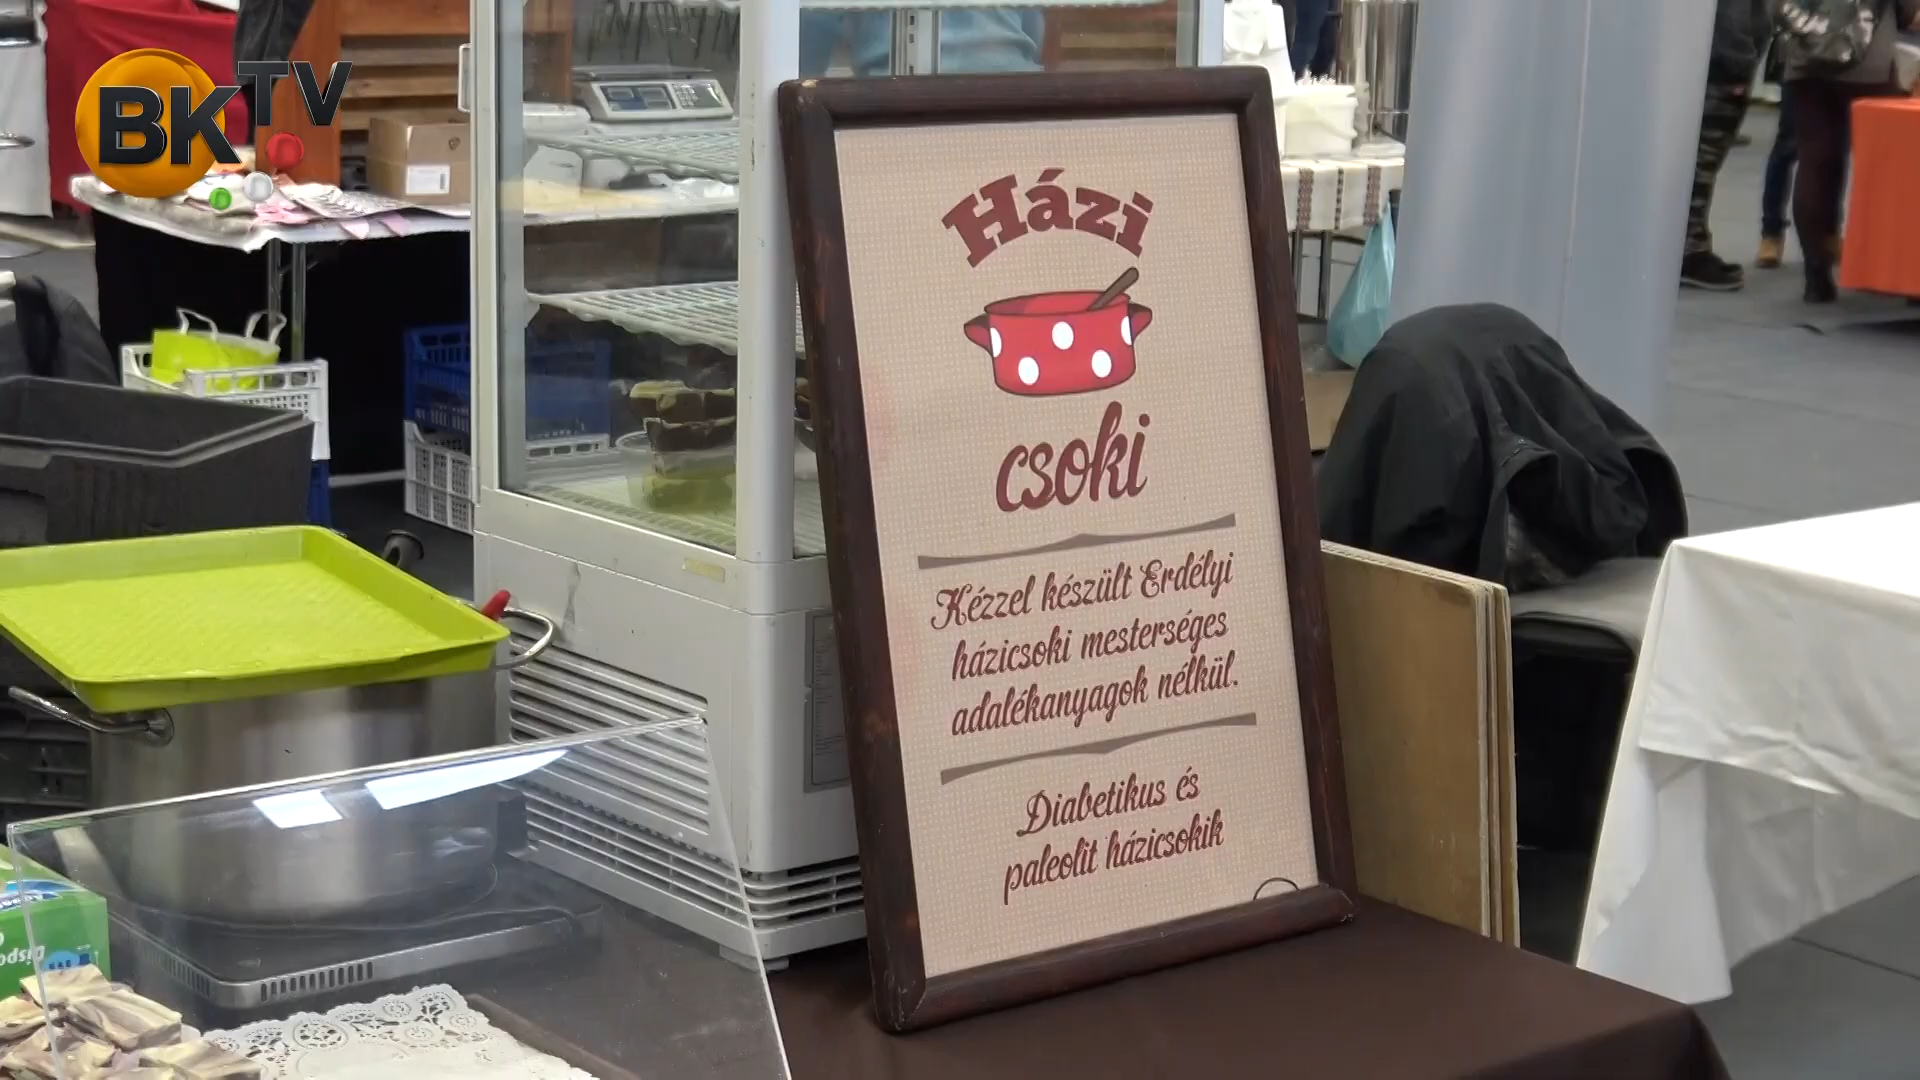 BKTV
Házi
csoki
Kézzel készült Erdélyi
házicsoki mesterséges
adalékanyagok nélkül.
Diabetikus és
paleolit házicsokik